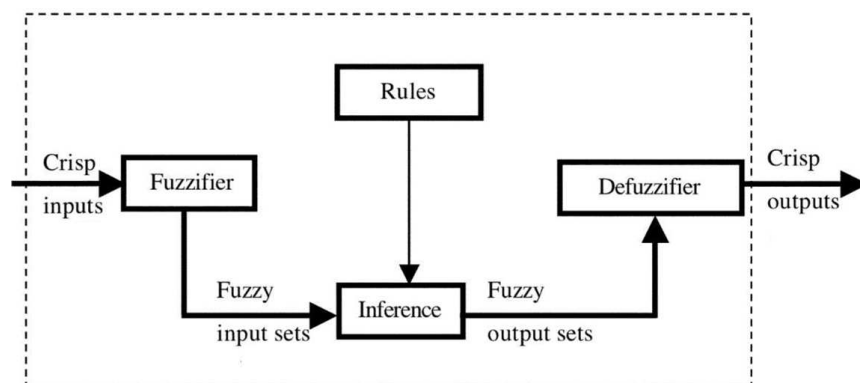 Rules
Crisp
inputs
Fuzzifier
Defuzzifier
Crisp
outputs
Fuzzy
input sets
Inference
Fuzzy
output sets